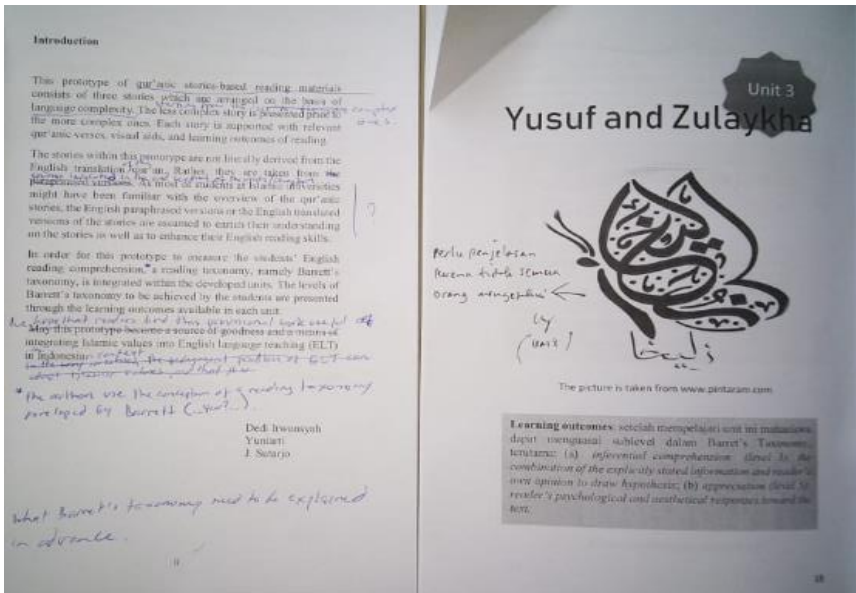 Introduction
This prototype of qur'anic stories-based reading materials
consists of three stories which are arranged on the basis of
language complexity. The less complex story is presented prior to
the more complex ones. Each story is supported with relevant
qur'anic verses, visual aids, and learning outcomes of reading.
The stories within this prototype are not literally derived from the
English translation qur'an. Rather, they are taken from the
paraphrased versions. As most of students at Islamic universities
might have been familiar with the overview of the qur'anic
stories, the English paraphrased versions or the English translated
versions of the stories are assumed to enrich their understanding
on the stories as well as to enhance their English reading skills.
?
In order for this prototype to measure the students' English
reading comprehension,* a reading taxonomy, namely Barrett's
taxonomy, is integrated within the developed units. The levels of
Barrett's taxonomy to be achieved by the students are presented
through the learning outcomes available in each unit.
that readers find this provisional work useful
May this prototype become a source of goodness and a means of
integrating Islamic values into English language teaching (ELT)
in Indonesia
* The authors use the conception of a reading taxonomy
developed by Barrett
Dedi Irwansyah
Yuniarti
J. Sutarjo
What Barrett's taxonomy need to be explained
in advance.
ii
Unit 3
Yusuf and Zulaykha
Perlu penjelasan
karena tidak semua
orang mengetahui
زليخا
The picture is taken from www.pintaram.com
Learning outcomes: setelah mempelajari unit ini mahasiswa
dapat menguasai sublevel dalam Barret's Taxonomy,
terutama: (a) inferential comprehension (level 3): the
combination of the explicitly stated information and reader's
own opinion to draw hypothesis; (b) appreciation (level 5):
reader's psychological and aesthetical responses toward the
text.
18